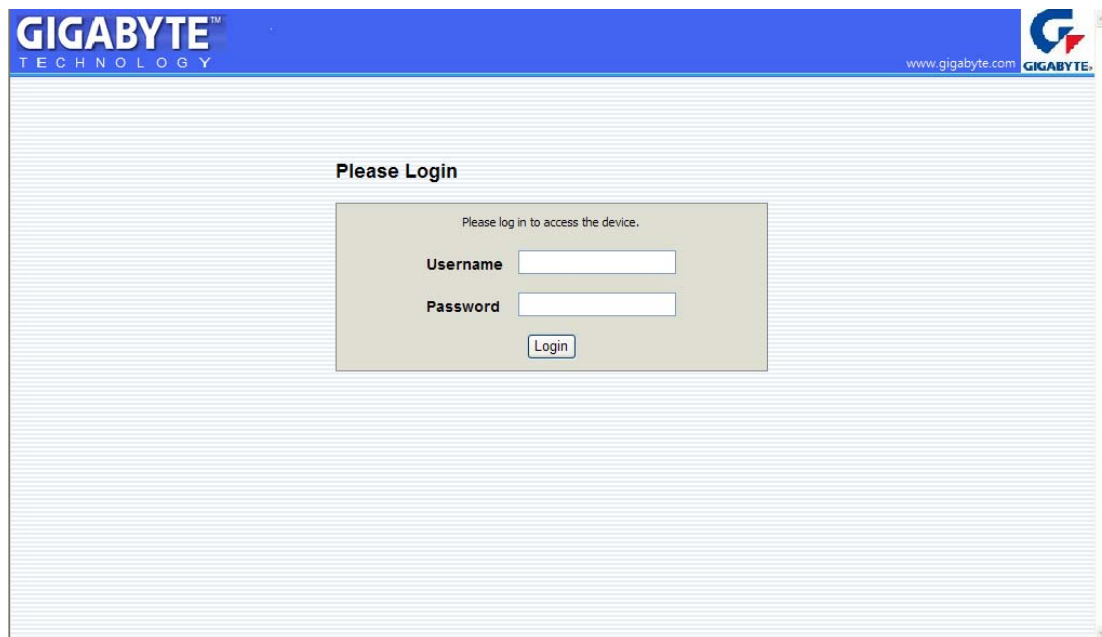 GIGABYTE™
TECHNOLOGY
www.gigabyte.com
GIGABYTE
Please Login
Please log in to access the device.
Username
Password
Login